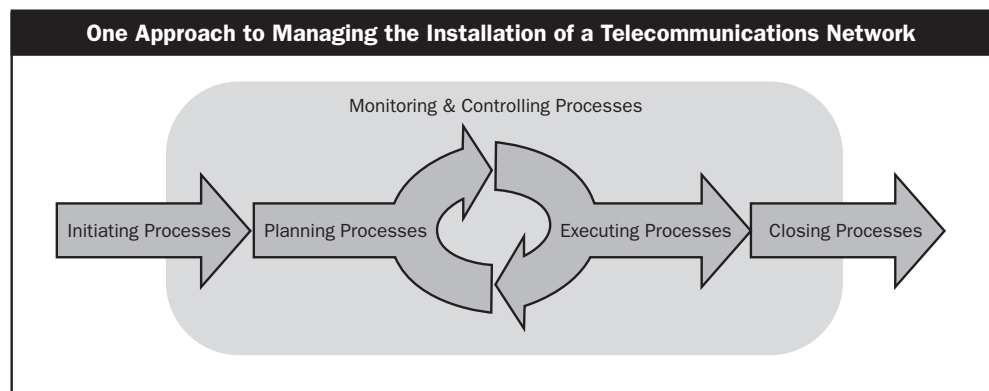 One Approach to Managing the Installation of a Telecommunications Network
Monitoring & Controlling Processes
Initiating Processes
Planning Processes
Executing Processes
Closing Processes